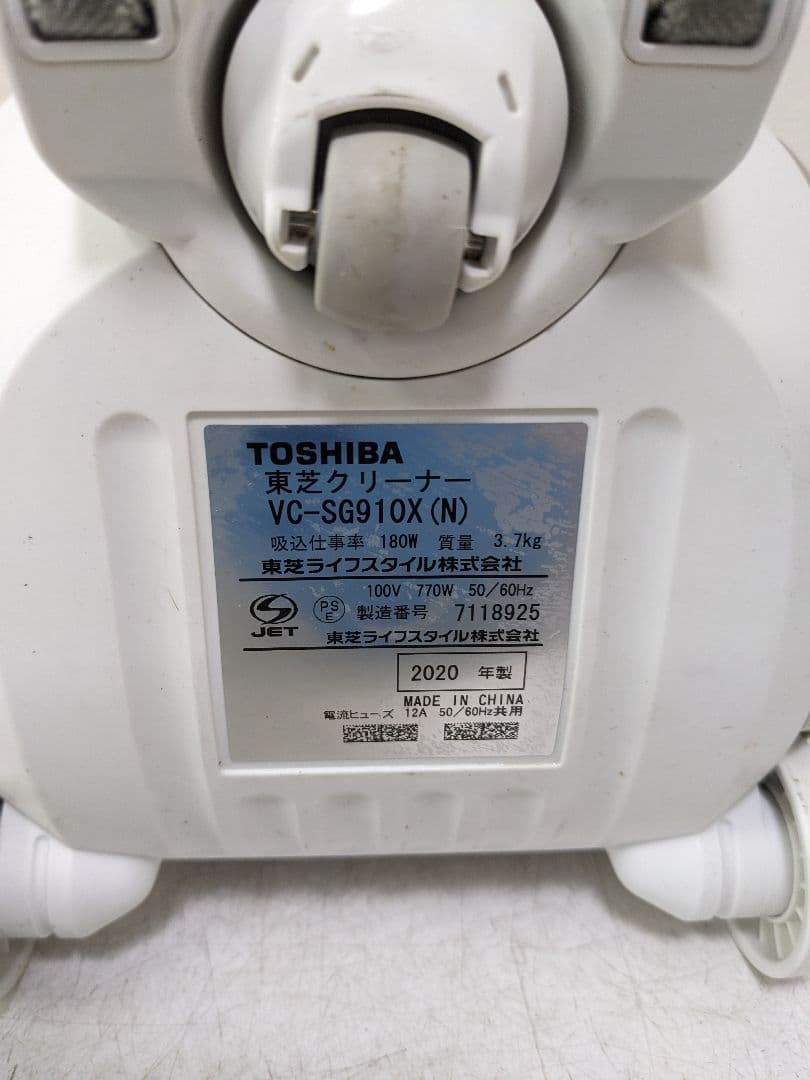 TOSHIBA
東芝クリーナー
VC-SG910X(N)
吸込仕事率 180W 質量 3.7kg
東芝ライフスタイル株式会社
100V 770W 50/60Hz
JET PSE 製造番号 7118925
東芝ライフスタイル株式会社
2020 年製
MADE IN CHINA
電流ヒューズ 12A 50/60Hz共用